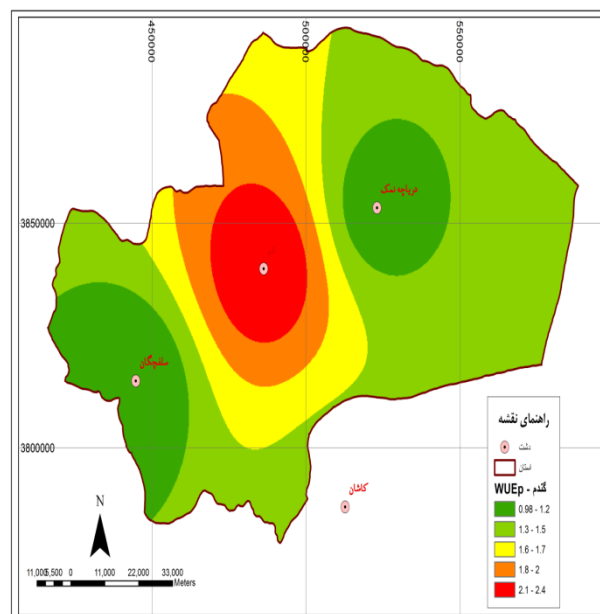 450000
500000
550000
3850000
3800000
دریاچه نمک
سلفچگان
کاشان
راهنمای نقشه
دشت
استان
گندم - WUEp
0.98 - 1.2
1.3 - 1.5
1.6 - 1.7
1.8 - 2
2.1 - 2.4
N
11,000 5,500 0 11,000 22,000 33,000
Meters